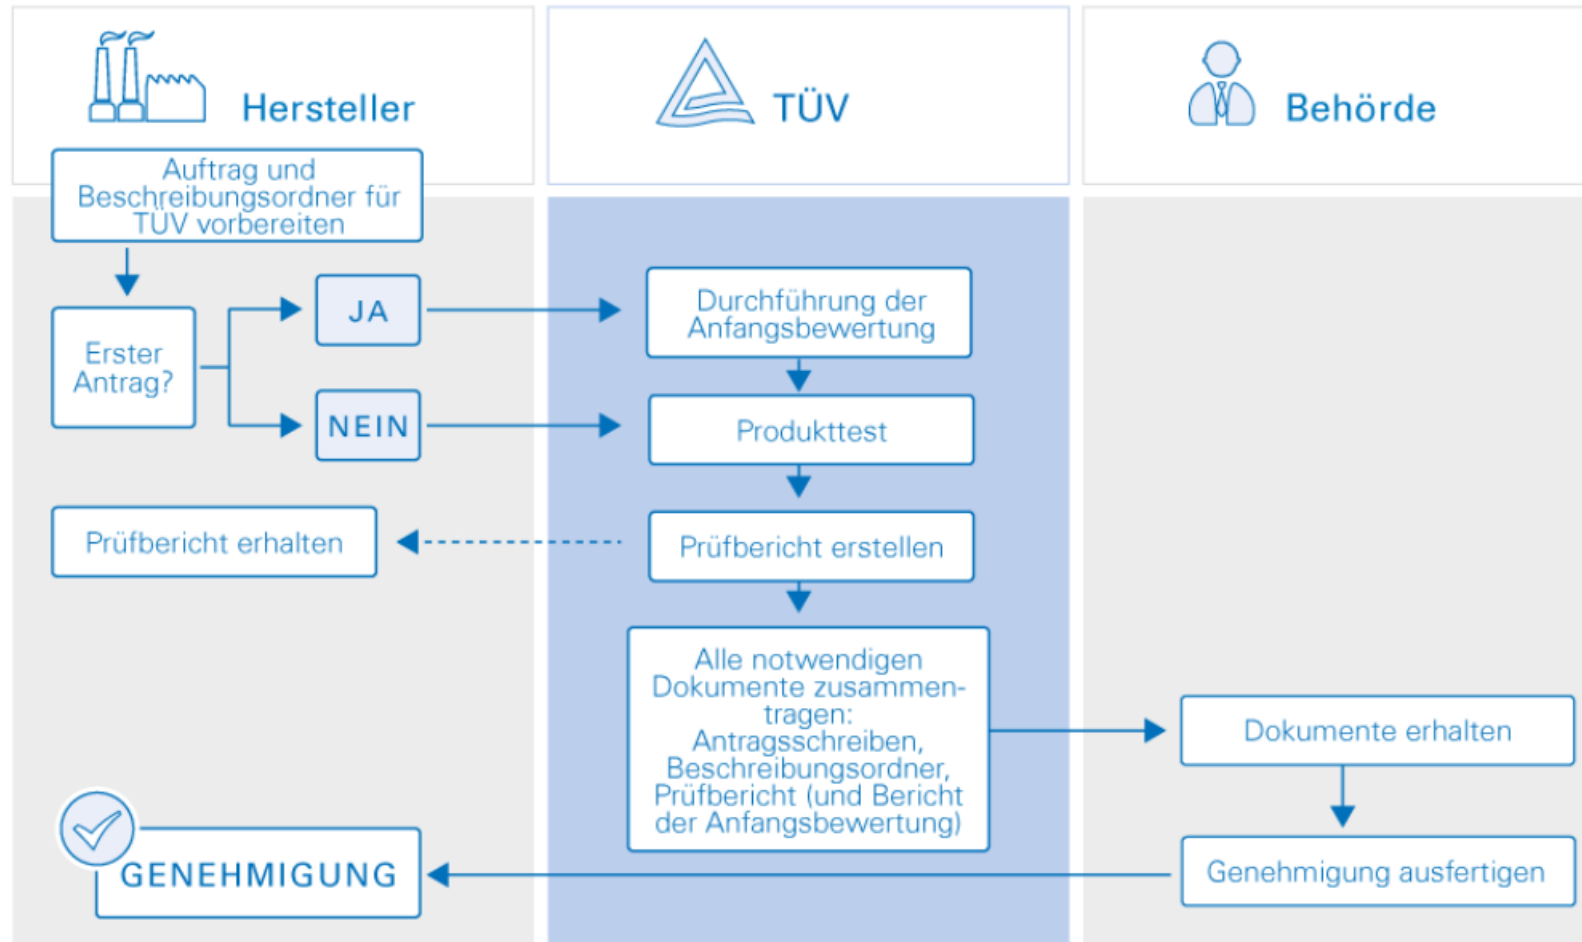 Hersteller
TÜV
Behörde
Auftrag und
Beschreibungsordner für
TÜV vorbereiten
Erster
Antrag?
JA
NEIN
Durchführung der
Anfangsbewertung
Produkttest
Prüfbericht erhalten
Prüfbericht erstellen
Alle notwendigen
Dokumente zusammen-
tragen:
Antragsschreiben,
Beschreibungsordner,
Prüfbericht (und Bericht
der Anfangsbewertung)
Dokumente erhalten
Genehmigung ausfertigen
GENEHMIGUNG